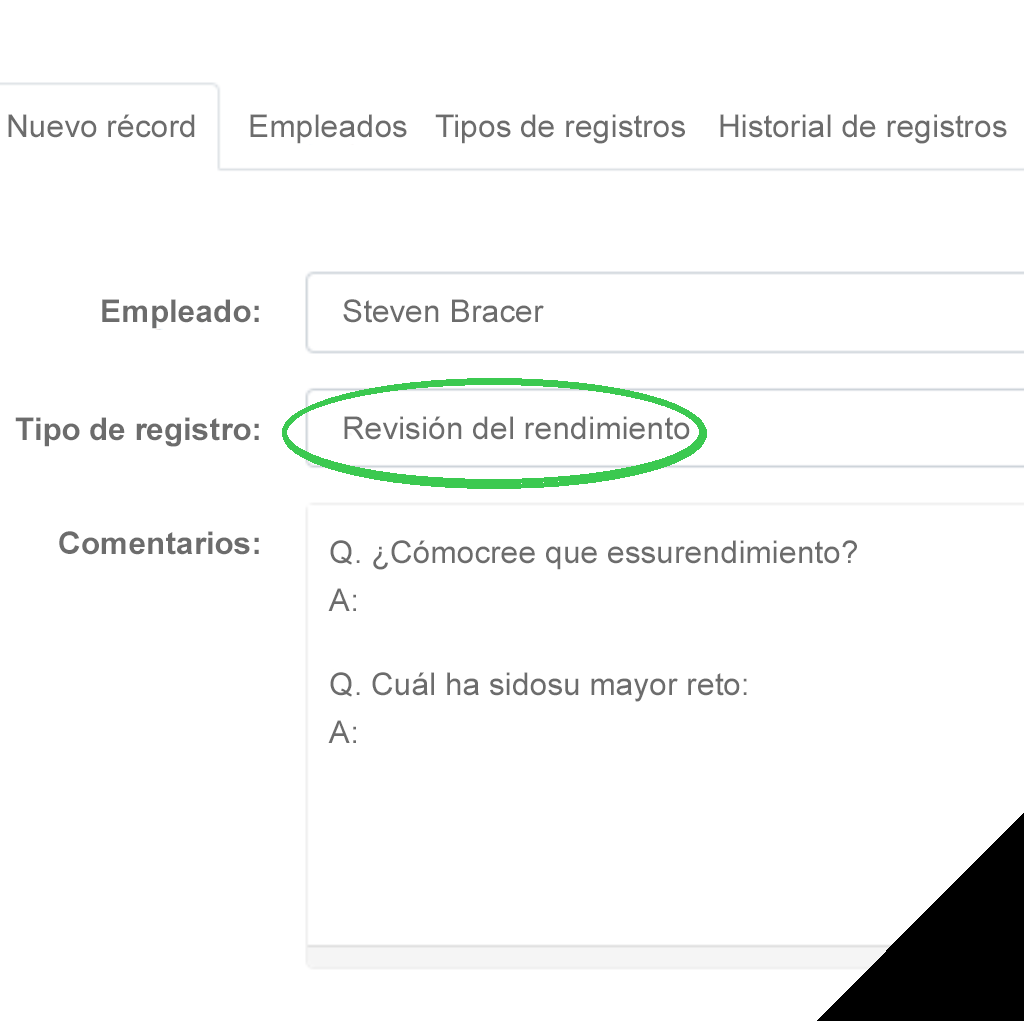 Nuevo récord Empleados Tipos de registros Historial de registros
Empleado: Steven Bracer
Tipo de registro: Revisión del rendimiento
Comentarios: Q. ¿Cómocree que essurendimiento?
A:
Q. Cuál ha sidosu mayor reto:
A: